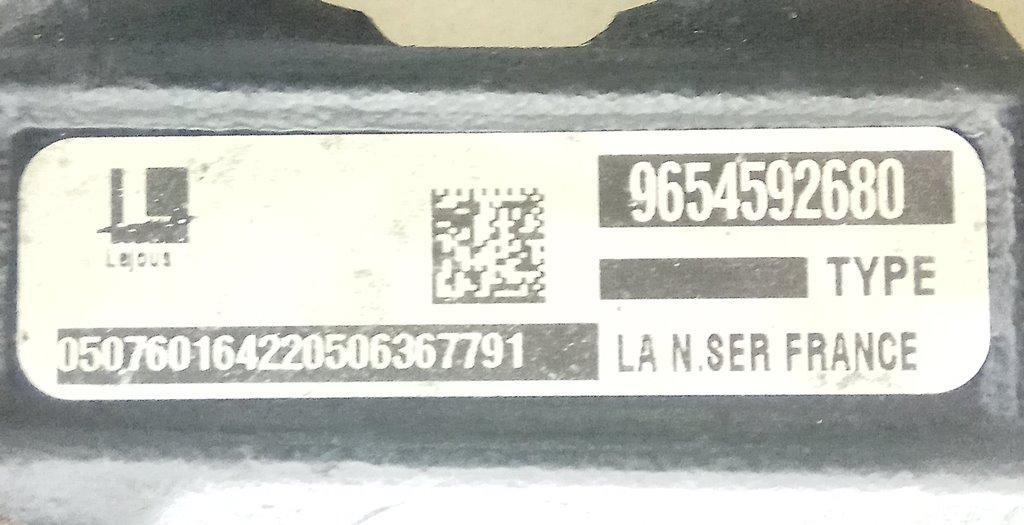 L
Lejous
9654592680
TYPE
050760164220506367791
LA N.SER FRANCE